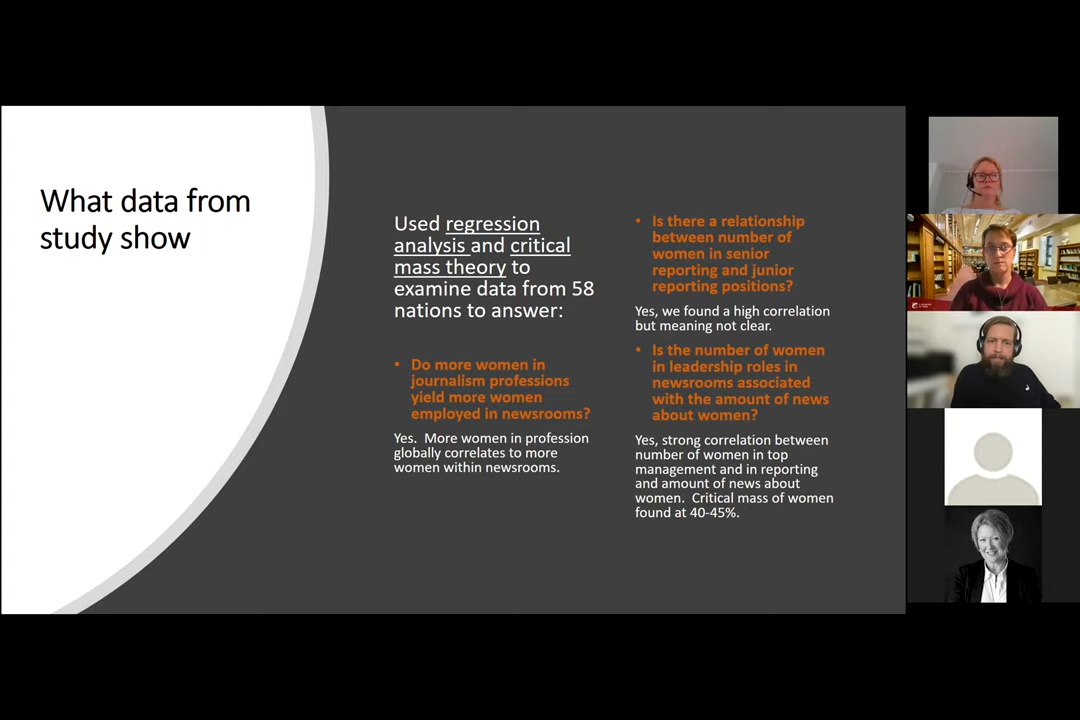 What data from
study show
Used regression
analysis and critical
mass theory to
examine data from 58
nations to answer:
• Do more women in
journalism professions
yield more women
employed in newsrooms?
Yes.  More women in profession
globally correlates to more
women within newsrooms.
• Is there a relationship
between number of
women in senior
reporting and junior
reporting positions?
Yes, we found a high correlation
but meaning not clear.
• Is the number of women
in leadership roles in
newsrooms associated
with the amount of news
about women?
Yes, strong correlation between
number of women in top
management and in reporting
and amount of news about
women.  Critical mass of women
found at 40-45%.